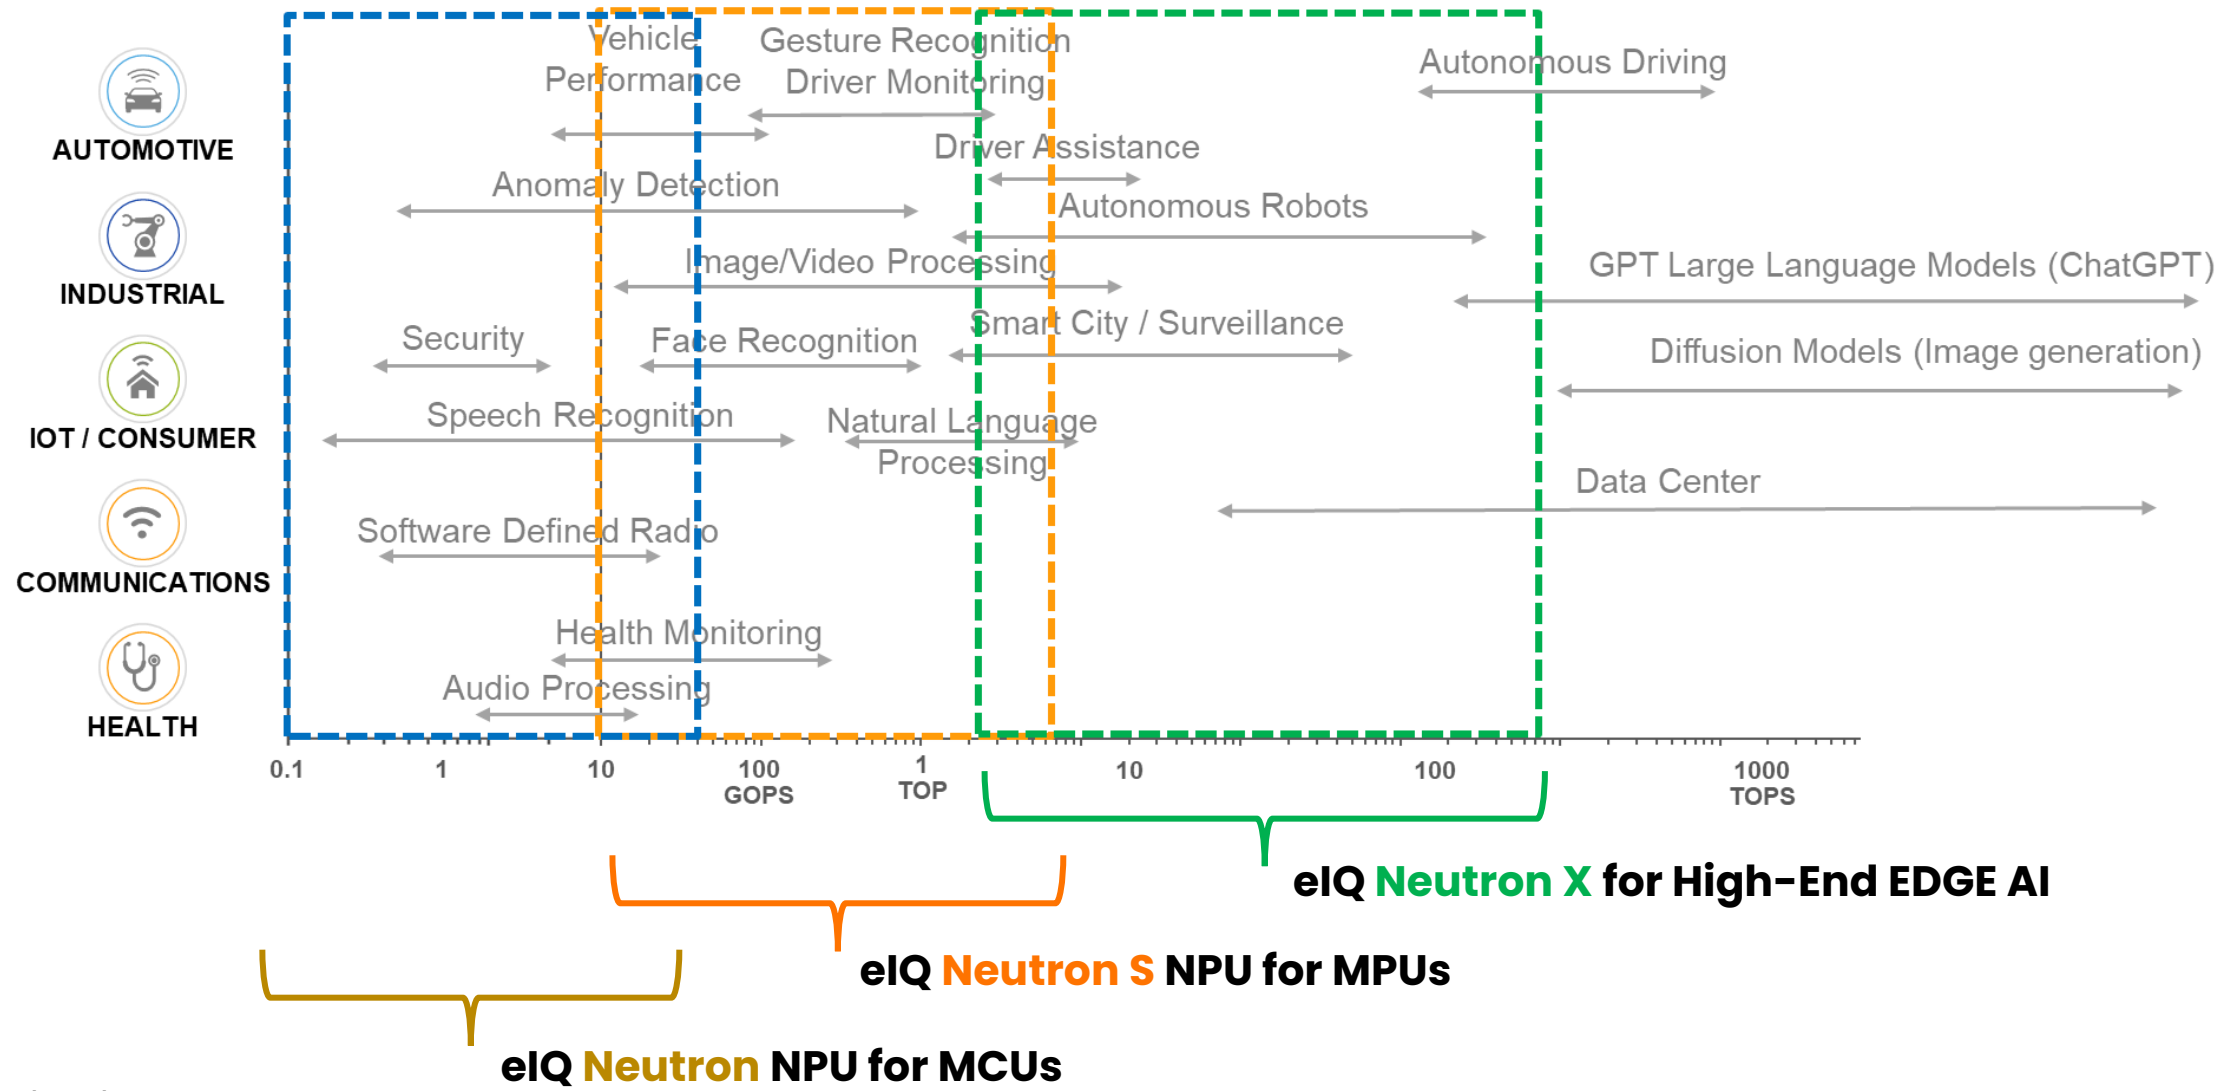 Vehicle
Performance
Gesture Recognition
Driver Monitoring
Autonomous Driving
AUTOMOTIVE
Driver Assistance
Anomaly Detection
Autonomous Robots
INDUSTRIAL
Image/Video Processing
GPT Large Language Models (ChatGPT)
Security
Face Recognition
Smart City / Surveillance
Diffusion Models (Image generation)
IOT / CONSUMER
Speech Recognition
Natural Language
Processing
Data Center
Software Defined Radio
COMMUNICATIONS
Health Monitoring
Audio Processing
HEALTH
0.1 1 10 100 1 10 100 1000
GOPS TOP TOPS
eIQ Neutron X for High-End EDGE AI
eIQ Neutron S NPU for MPUs
eIQ Neutron NPU for MCUs